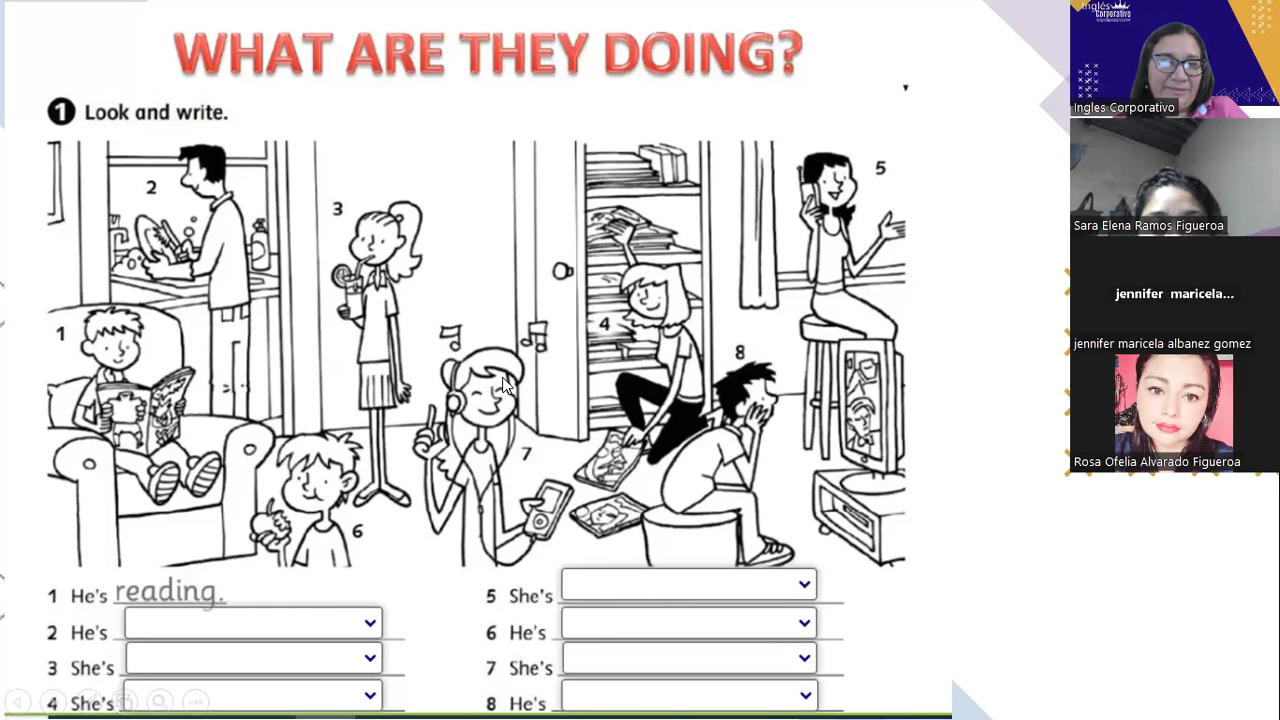 WHAT ARE THEY DOING?
1 Look and write.
2
3
5
1
4
8
7
6
1 He's reading.
2 He's
3 She's
4 She's
5 She's
6 He's
7 She's
8 He's
Inglés
Corporativo
Ingles Corporativo
Sara Elena Ramos Figueroa
jennifer maricela...
jennifer maricela albanez gomez
Rosa Ofelia Alvarado Figueroa